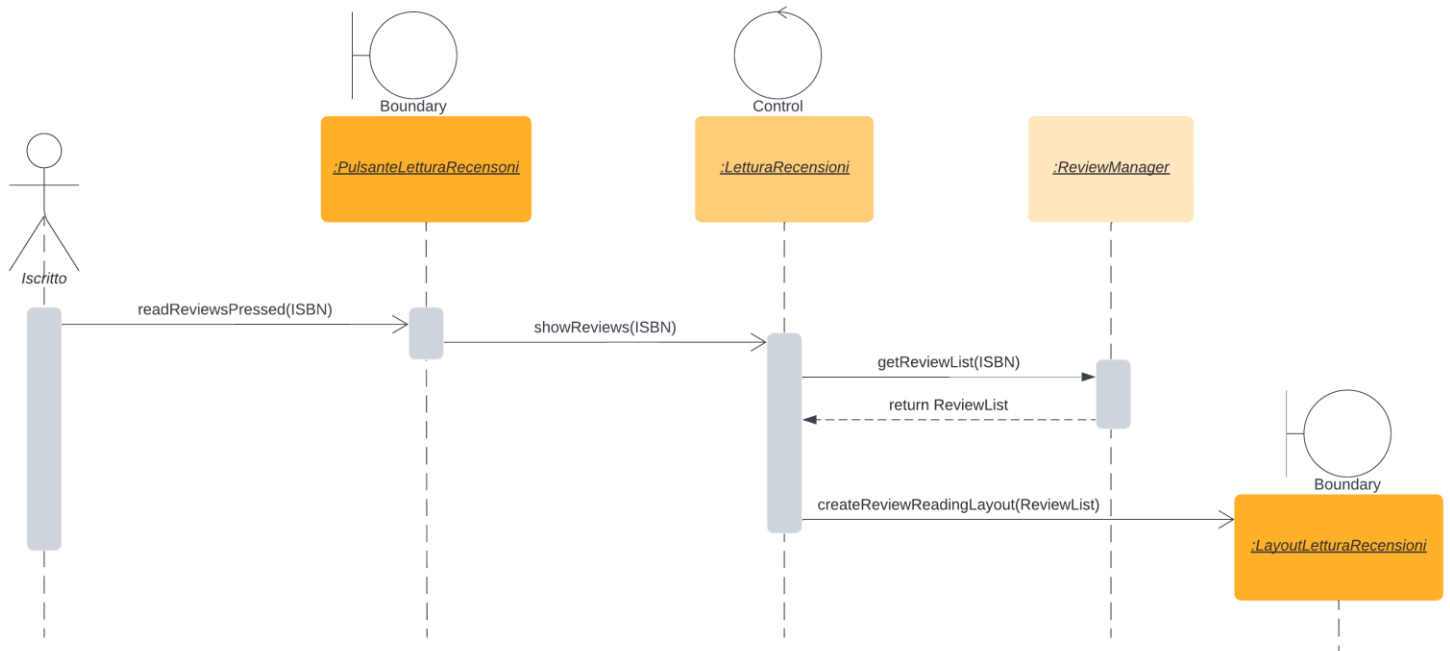 Boundary
Control
:PulsanteLetturaRecensoni
:LetturaRecensioni
:ReviewManager
Iscritto
readReviewsPressed(ISBN)
showReviews(ISBN)
getReviewList(ISBN)
return ReviewList
Boundary
createReviewReadingLayout(ReviewList)
:LayoutLetturaRecensioni